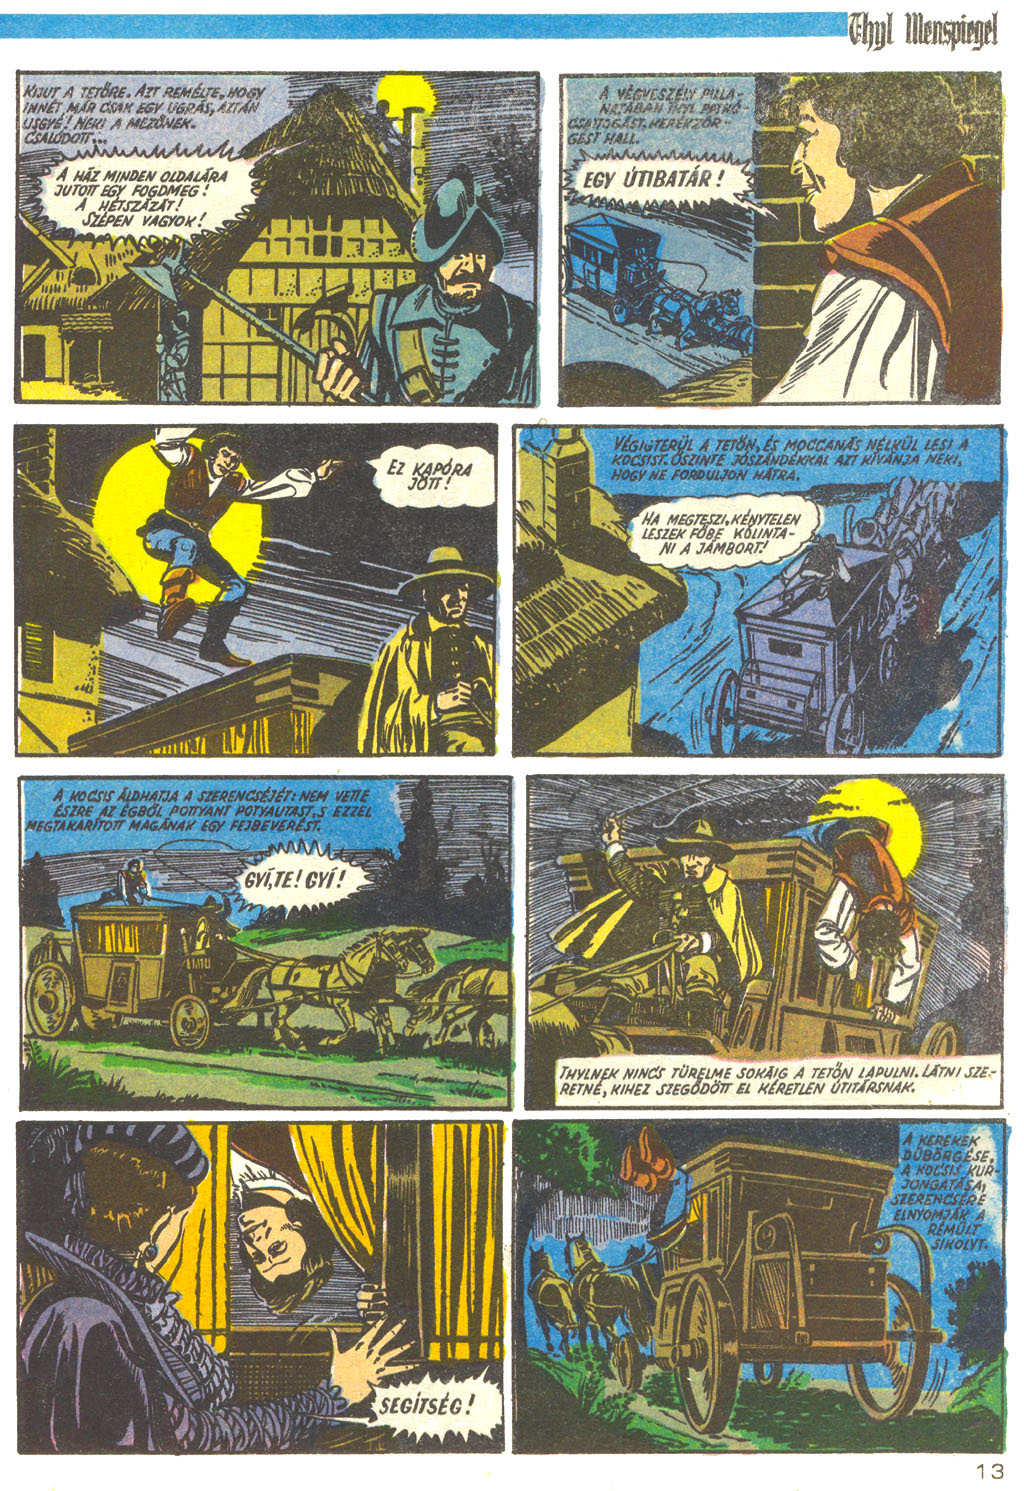 Thyl Ulenspiegel
KIJUT A TETŐRE. AZT REMÉLTE, HOGY
INNÉT MÁR CSAK EGY UGRÁS, AZTÁN
USGYÉ! NEKI A MEZŐNEK.
CSALÓDOTT...
A HÁZ MINDEN OLDALÁRA
JUTOTT EGY FOGDMEG!
A HÉTSZÁZÁT!
SZÉPEN VAGYOK!
A VÉGVESZÉLY PILLA-
NATÁBAN THYL PATKÓ-
CSATTOGÁST, KERÉKZÖR-
GÉST HALL.
EGY ÚTIBATÁR!
EZ KAPÓRA
JÖTT!
VÉGIGTERÜL A TETŐN, ÉS MOCCANÁS NÉLKÜL LESI A
KOCSIST. ŐSZINTE JÓSZÁNDÉKKAL AZT KÍVÁNJA NEKI,
HOGY NE FORDULJON HÁTRA.
HA MEGTESZI, KÉNYTELEN
LESZEK FŐBE KÓLINTA-
NI A JÁMBORT!
A KOCSIS ÁLDHATJA A SZERENCSÉJÉT: NEM VETTE
ÉSZRE AZ ÉGBŐL POTTYANT POTYAUTAST, S EZZEL
MEGTAKARÍTOTT MAGÁNAK EGY FEJBEVERÉST.
GYÍ, TE! GYÍ!
THYLNEK NINCS TÜRELME SOKÁIG A TETŐN LAPULNI. LÁTNI SZE-
RETNÉ, KIHEZ SZEGŐDÖTT EL KÉRETLEN ÚTITÁRSNAK.
SEGÍTSÉG!
A KEREKEK
DÜBÖRGÉSE,
A KOCSIS KUR-
JONGATÁSA,
SZERENCSÉRE
ELNYOMJÁK A
RÉMÜLT
SIKOLYT.
13